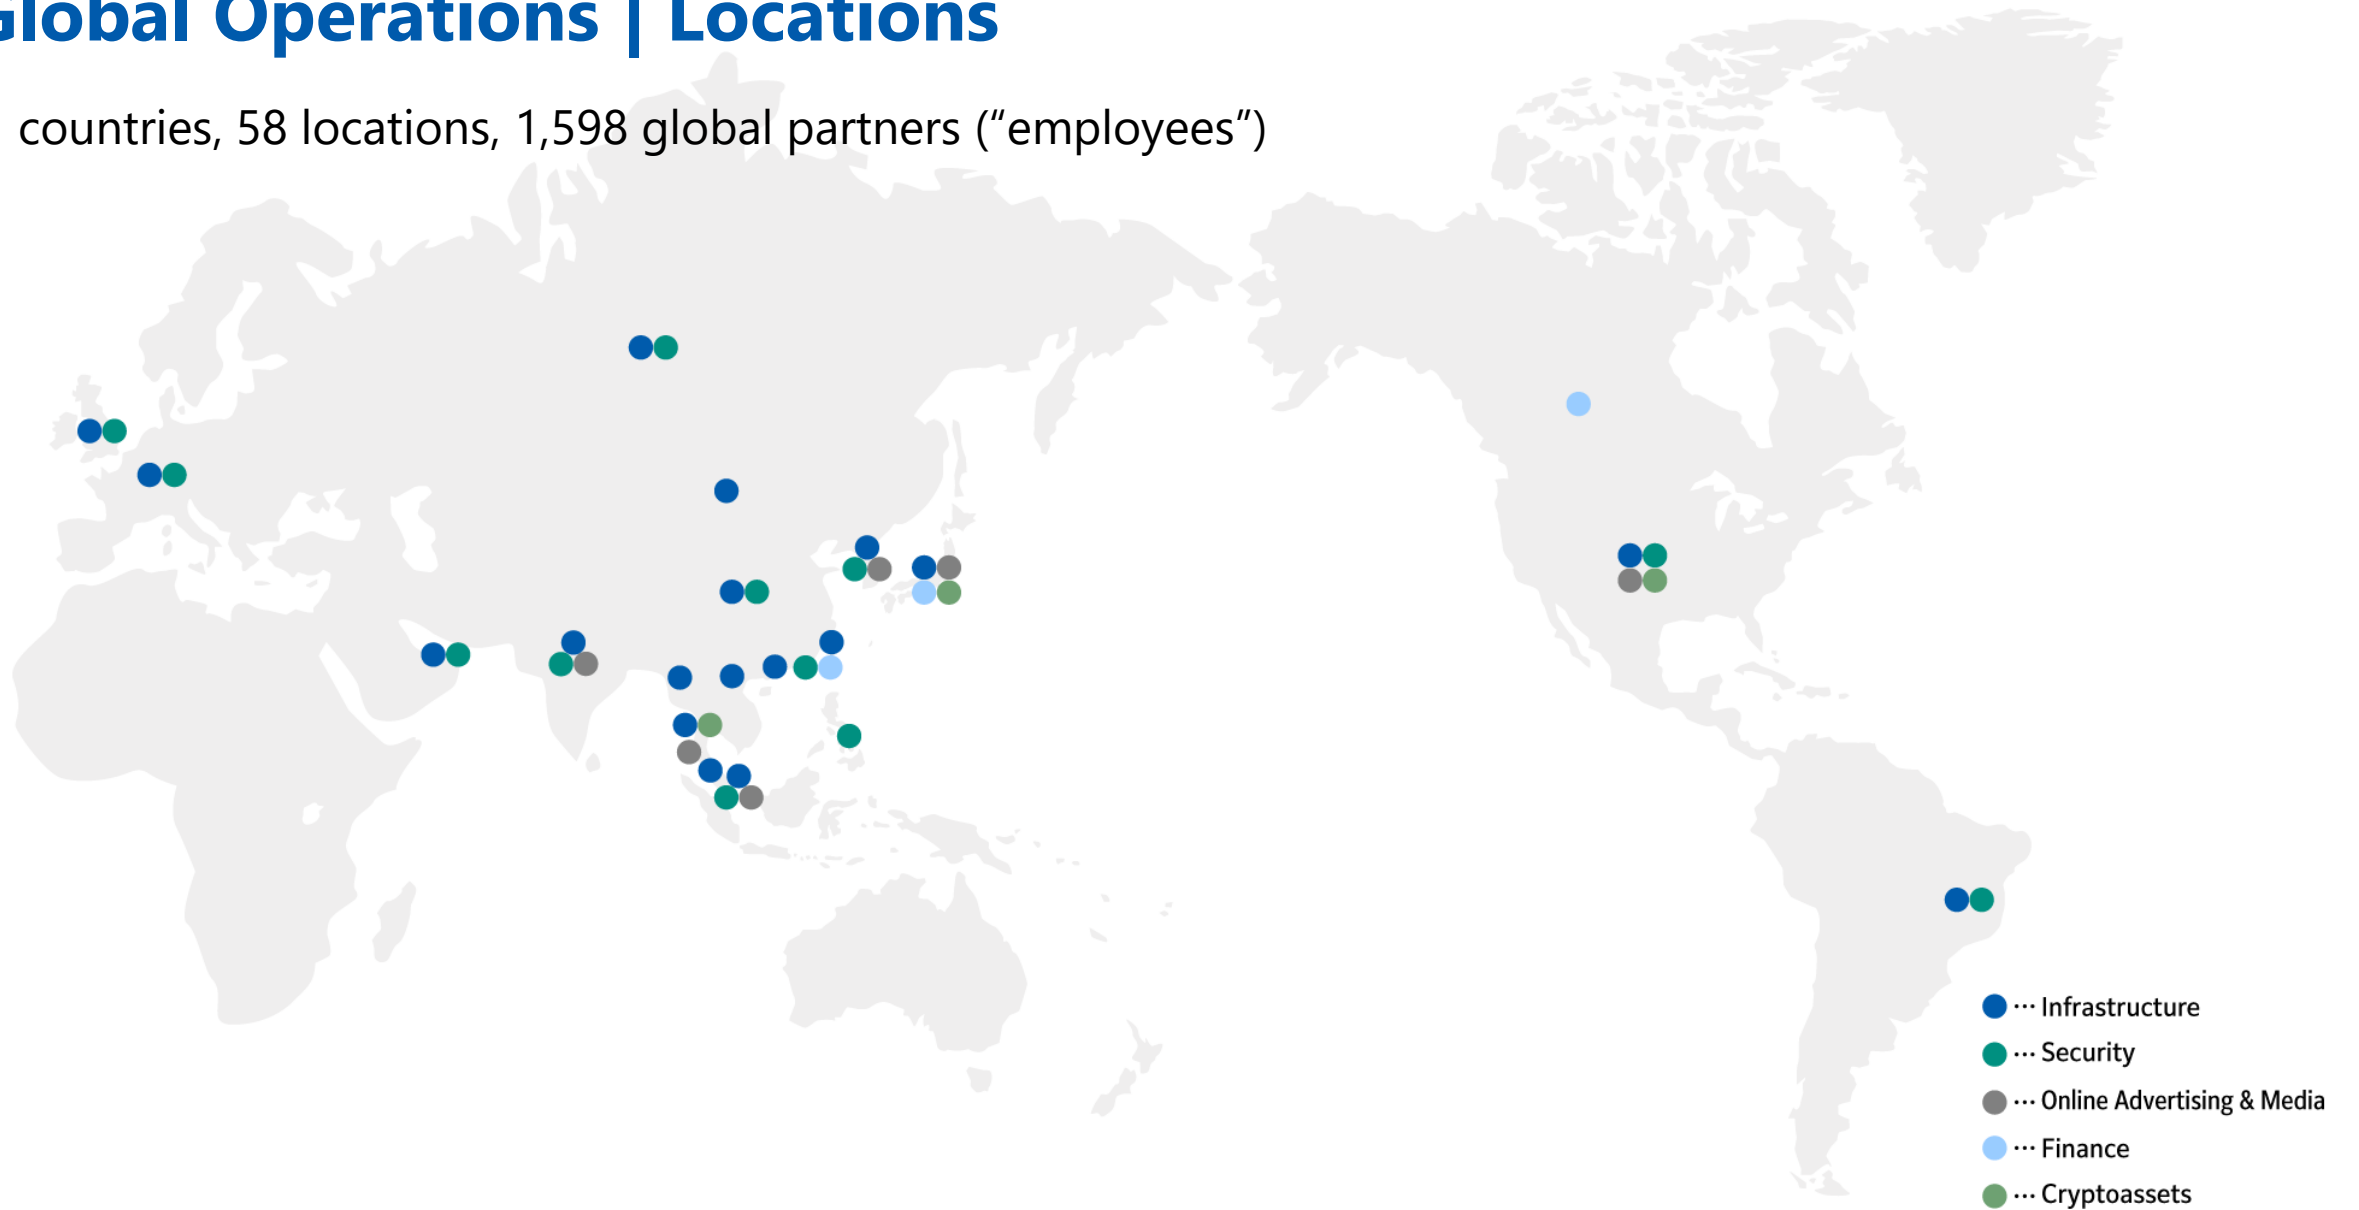 Global Operations | Locations
countries, 58 locations, 1,598 global partners (“employees”)
··· Infrastructure
··· Security
··· Online Advertising & Media
··· Finance
··· Cryptoassets